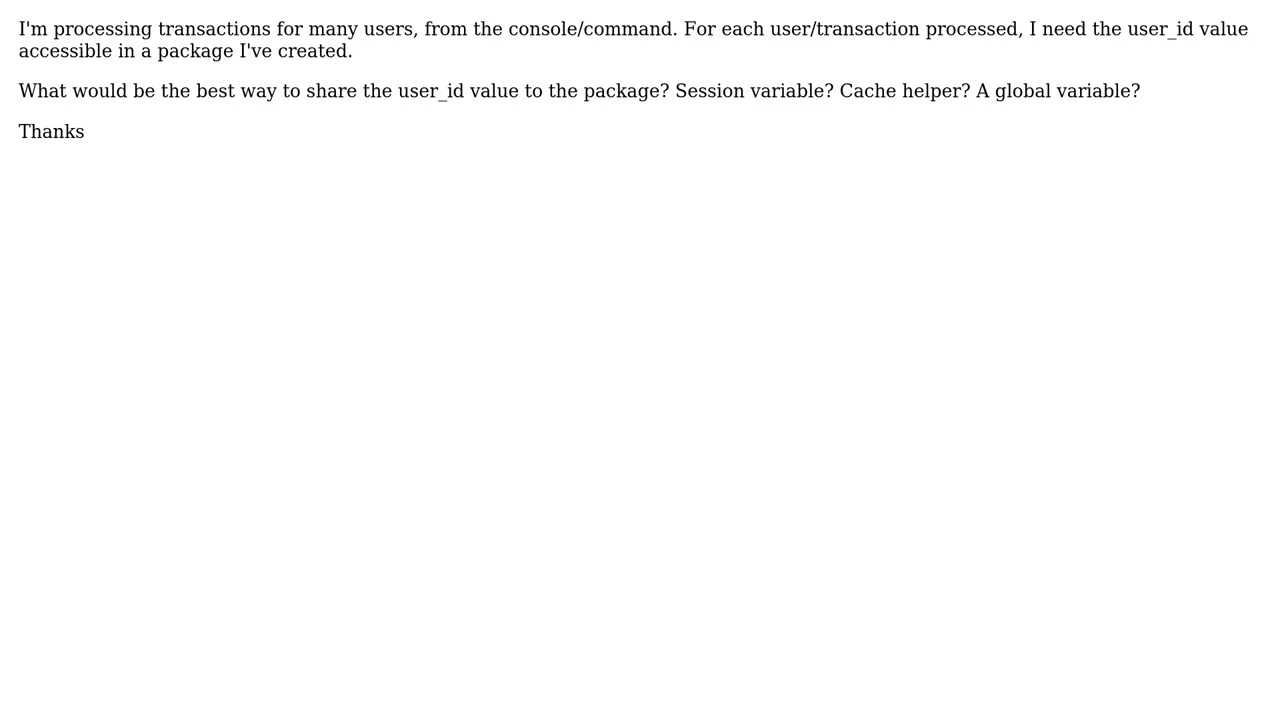 I'm processing transactions for many users, from the console/command. For each user/transaction processed, I need the user_id value
accessible in a package I've created.
What would be the best way to share the user_id value to the package? Session variable? Cache helper? A global variable?
Thanks